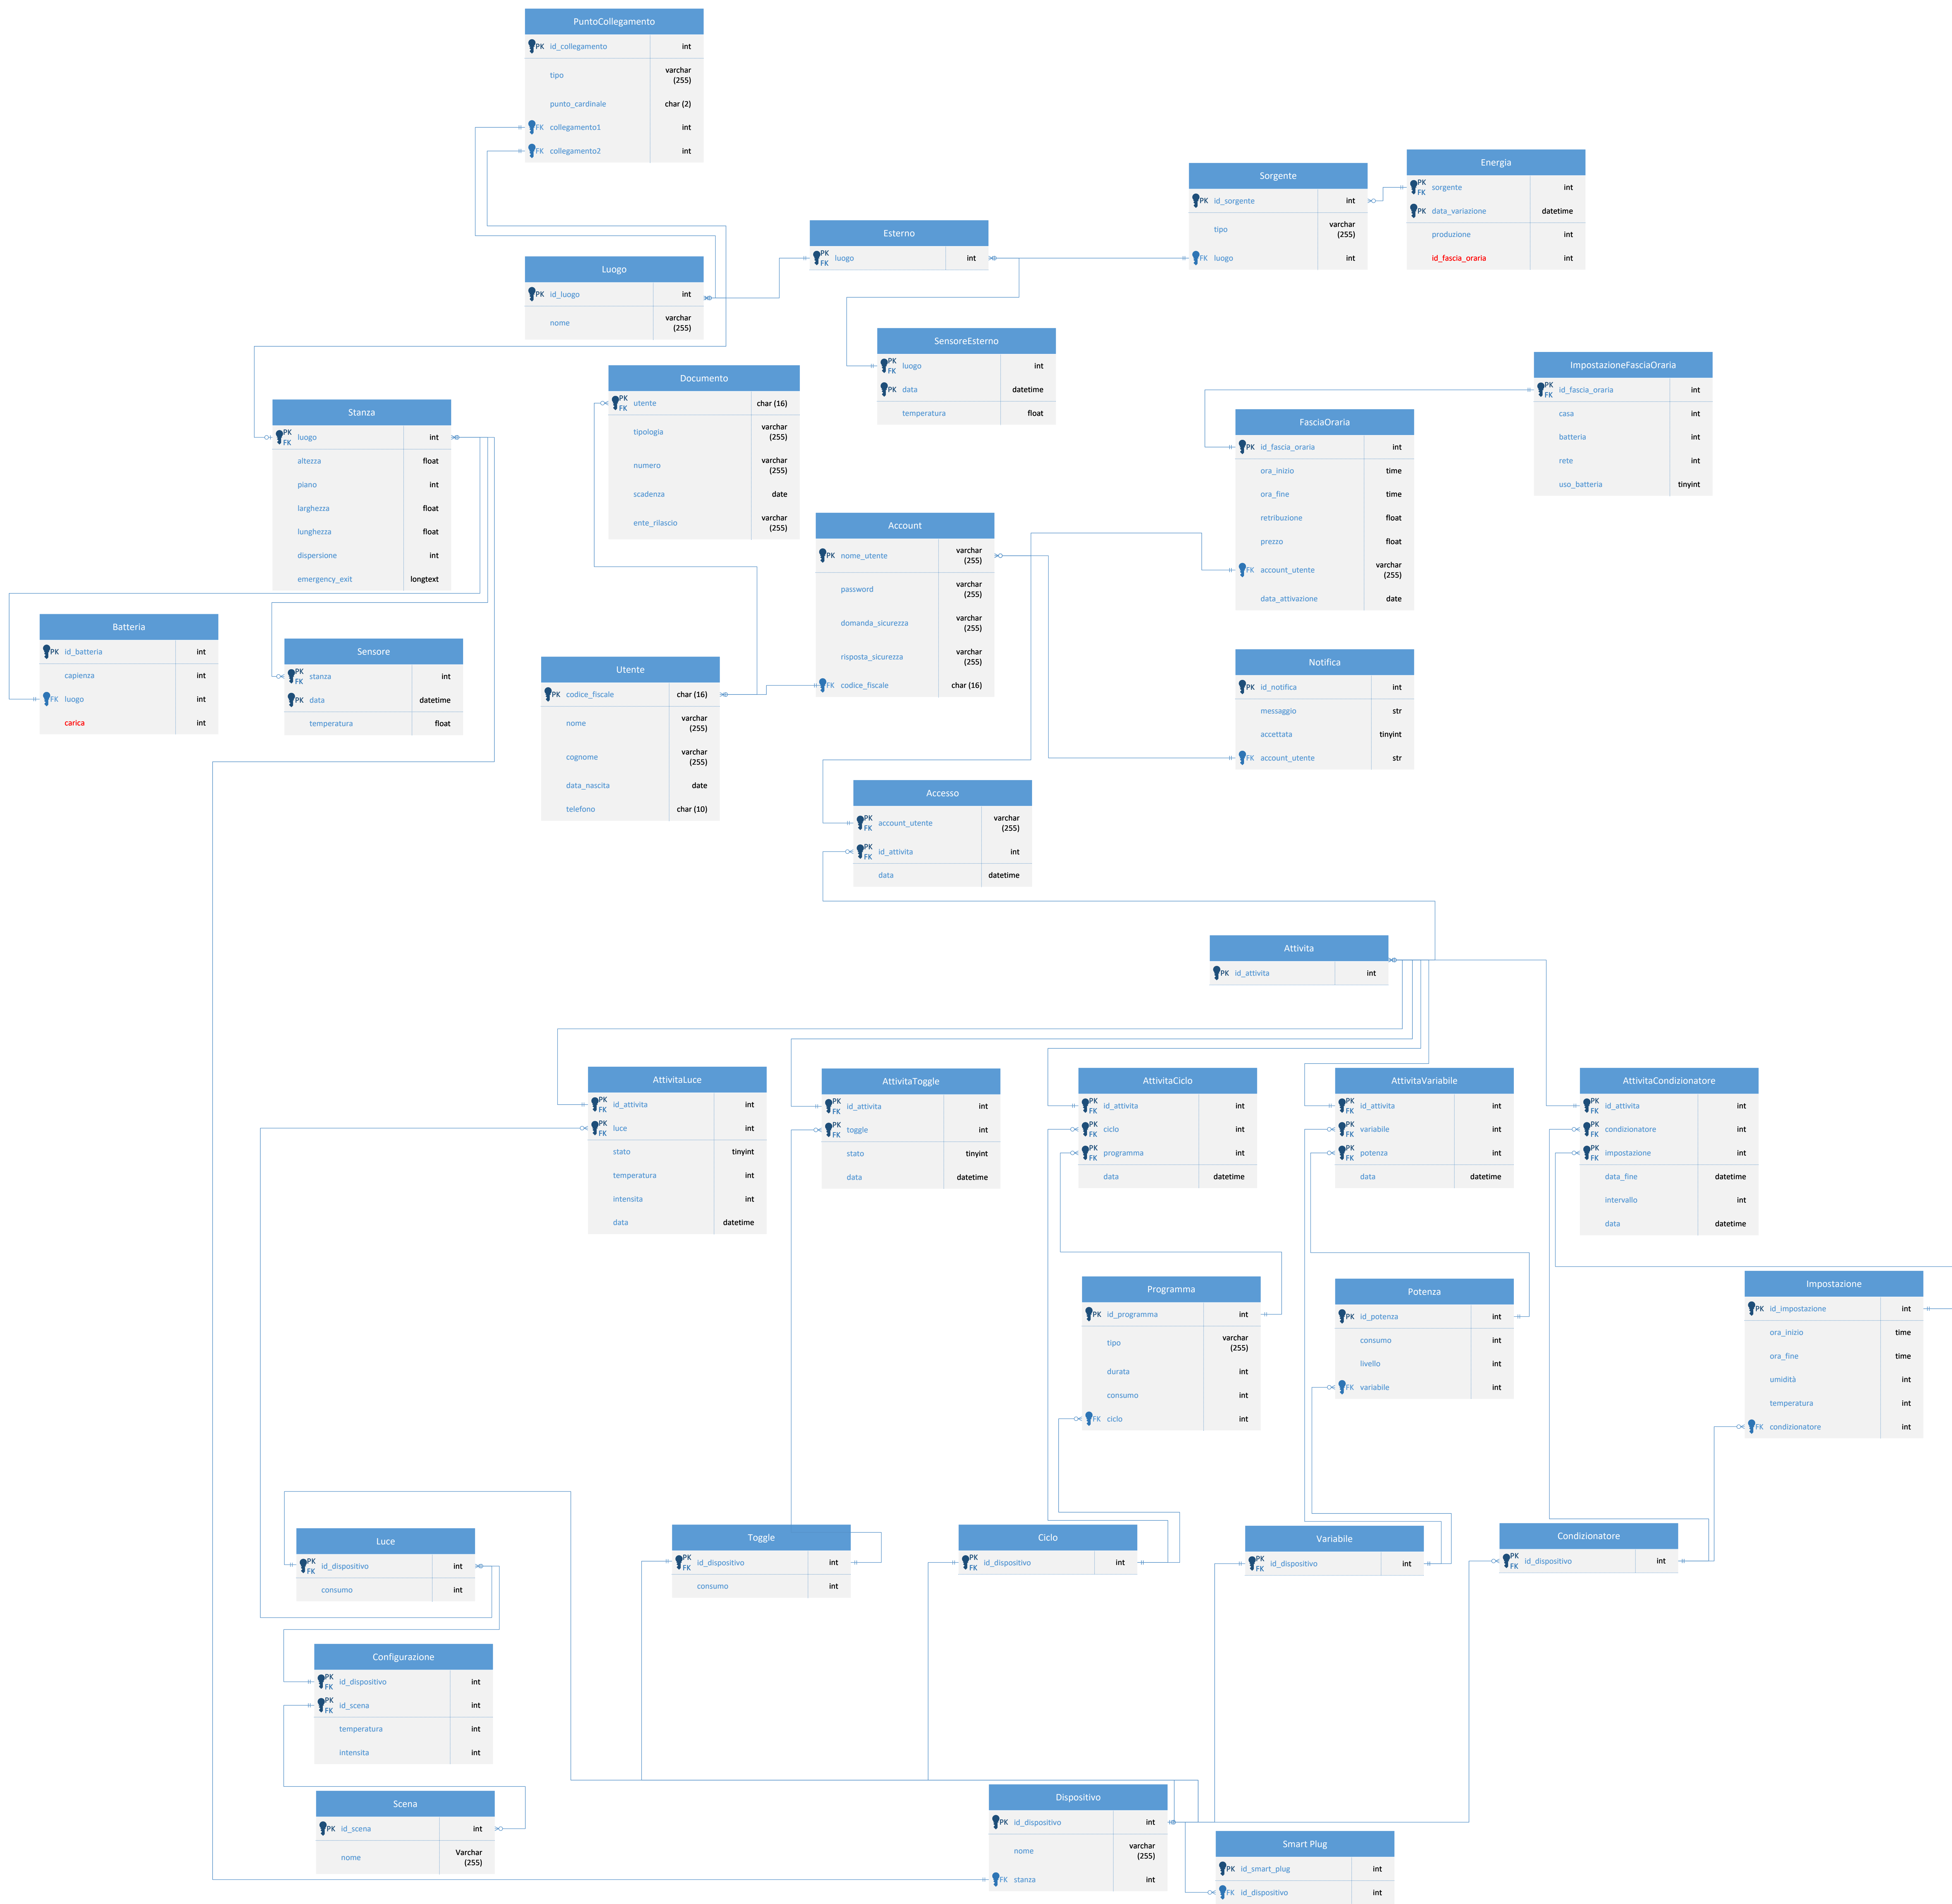 PuntoCollegamento
PK id_collegamento int
tipo varchar
(255)
punto_cardinale char (2)
FK collegamento1 int
FK collegamento2 int
Energia
PK
FK sorgente int
PK data_variazione datetime
produzione int
id_fascia_oraria int
Sorgente
PK id_sorgente int
tipo varchar
(255)
FK luogo int
Esterno
PK
FK luogo int
Luogo
PK id_luogo int
nome varchar
(255)
SensoreEsterno
PK
FK luogo int
PK data datetime
temperatura float
ImpostazioneFasciaOraria
PK
FK id_fascia_oraria int
casa int
batteria int
rete int
uso_batteria tinyint
Documento
PK
FK utente char (16)
tipologia varchar
(255)
numero varchar
(255)
scadenza date
ente_rilascio varchar
(255)
Stanza
PK
FK luogo int
altezza float
piano int
larghezza float
lunghezza float
dispersione int
emergency_exit longtext
FasciaOraria
PK id_fascia_oraria int
ora_inizio time
ora_fine time
retribuzione float
prezzo float
FK account_utente varchar
(255)
data_attivazione date
Account
PK nome_utente varchar
(255)
password varchar
(255)
domanda_sicurezza varchar
(255)
risposta_sicurezza varchar
(255)
FK codice_fiscale char (16)
Batteria
PK id_batteria int
capienza int
FK luogo int
carica int
Sensore
PK
FK stanza int
PK data datetime
temperatura float
Utente
PK codice_fiscale char (16)
nome varchar
(255)
cognome varchar
(255)
data_nascita date
telefono char (10)
Notifica
PK id_notifica int
messaggio str
accettata tinyint
FK account_utente str
Accesso
PK
FK account_utente varchar
(255)
PK
FK id_attivita int
data datetime
Attivita
PK id_attivita int
AttivitaLuce
PK
FK id_attivita int
PK
FK luce int
stato tinyint
temperatura int
intensita int
data datetime
AttivitaToggle
PK
FK id_attivita int
PK
FK toggle int
stato tinyint
data datetime
AttivitaCiclo
PK
FK id_attivita int
PK
FK ciclo int
PK
FK programma int
data datetime
AttivitaVariabile
PK
FK id_attivita int
PK
FK variabile int
PK
FK potenza int
data datetime
AttivitaCondizionatore
PK
FK id_attivita int
PK
FK condizionatore int
PK
FK impostazione int
data_fine datetime
intervallo int
data datetime
Programma
PK id_programma int
tipo varchar
(255)
durata int
consumo int
FK ciclo int
Potenza
PK id_potenza int
consumo int
livello int
FK variabile int
Impostazione
PK id_impostazione int
ora_inizio time
ora_fine time
umidità int
temperatura int
FK condizionatore int
Luce
PK
FK id_dispositivo int
consumo int
Toggle
PK
FK id_dispositivo int
consumo int
Ciclo
PK
FK id_dispositivo int
Variabile
PK
FK id_dispositivo int
Condizionatore
PK
FK id_dispositivo int
Configurazione
PK
FK id_dispositivo int
PK
FK id_scena int
temperatura int
intensita int
Scena
PK id_scena int
nome Varchar
(255)
Dispositivo
PK id_dispositivo int
nome varchar
(255)
FK stanza int
Smart Plug
PK id_smart_plug int
FK id_dispositivo int